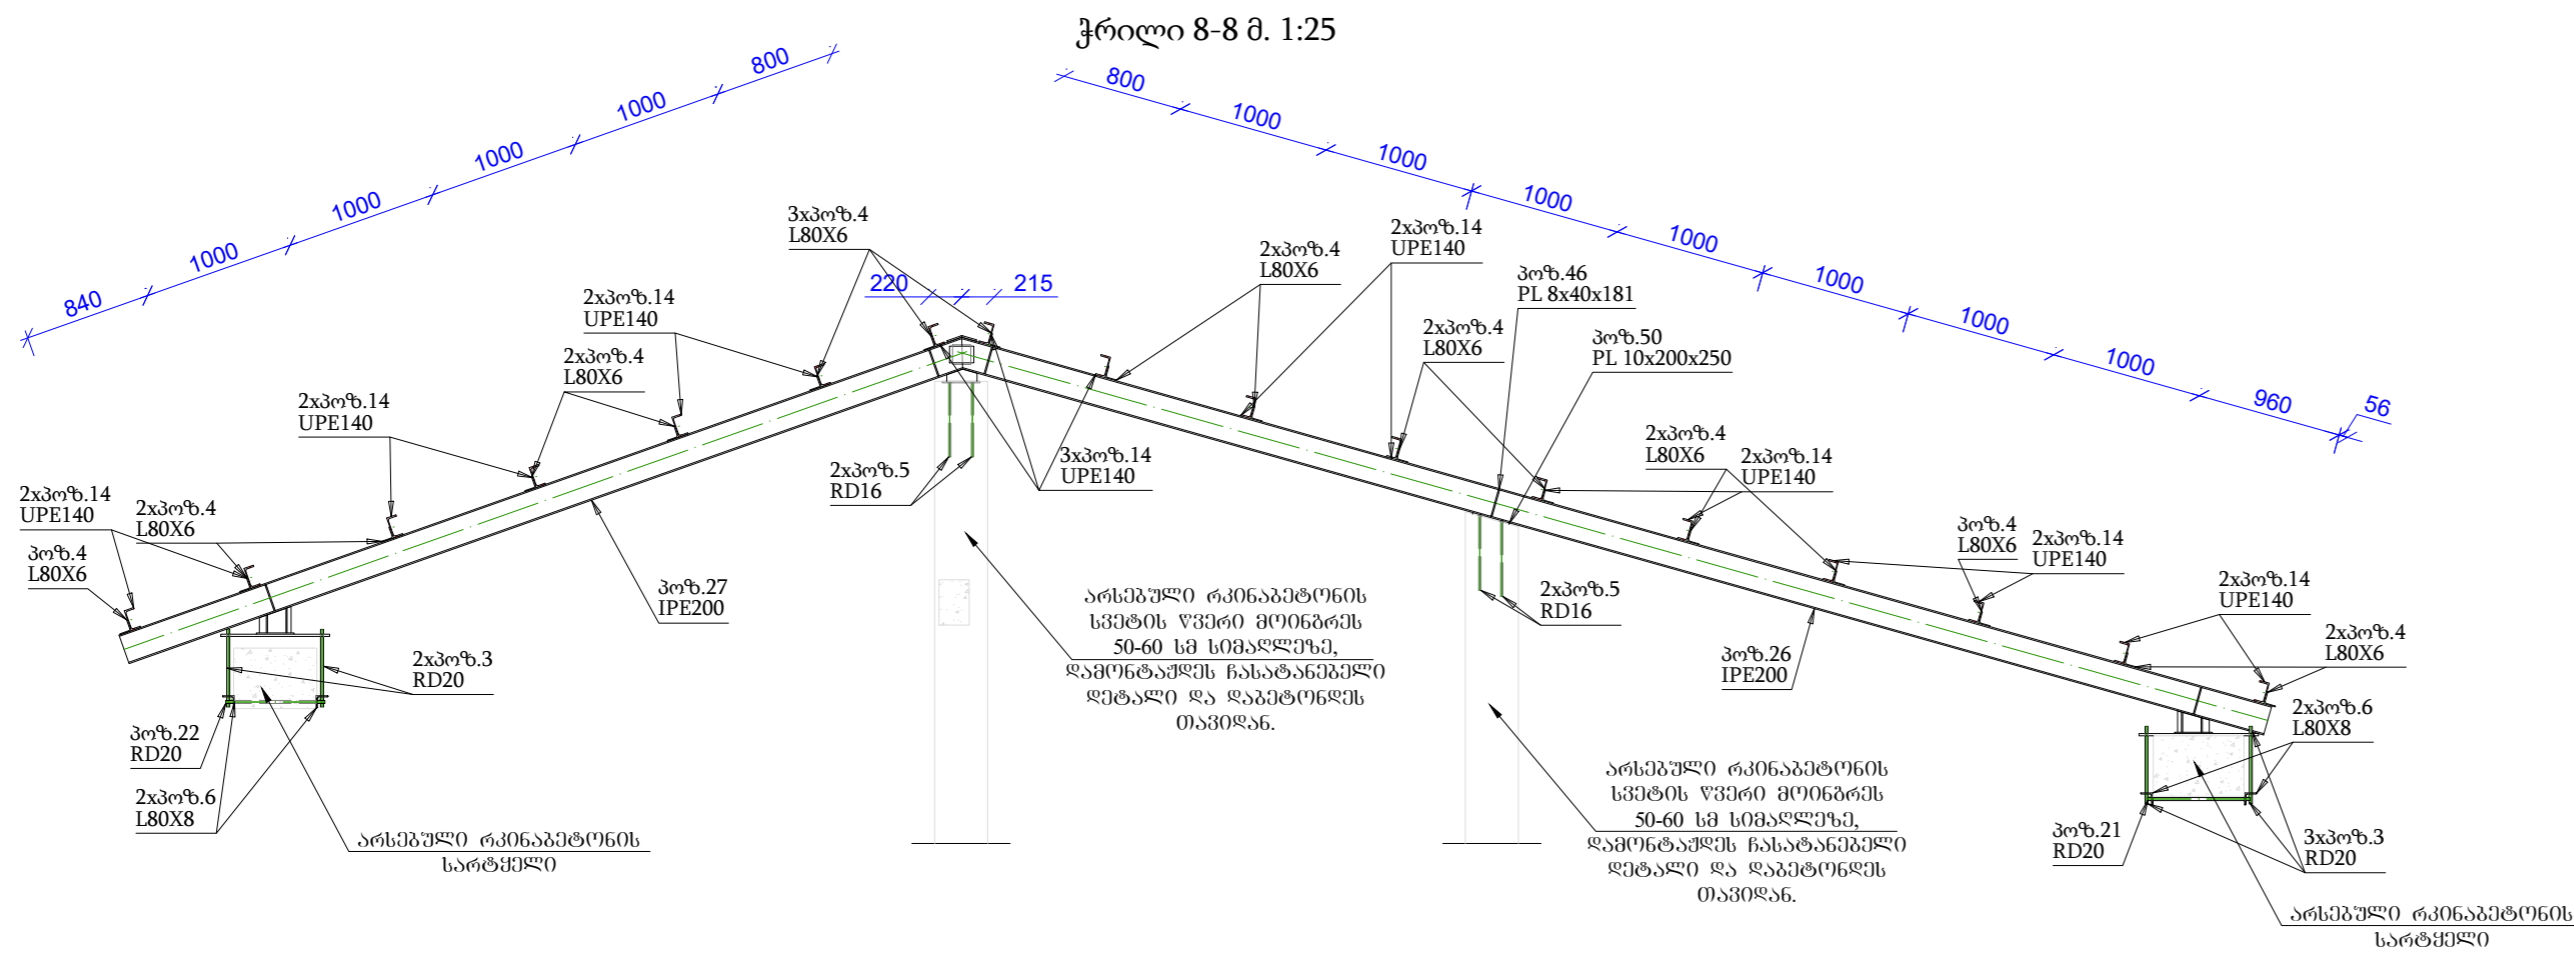 ჭრილი 8-8 მ. 1:25
840
1000
1000
1000
1000
800
800
1000
1000
1000
1000
1000
1000
1000
960
56
220
215
3xპოზ.4
L80X6
2xპოზ.14
UPE140
2xპოზ.4
L80X6
2xპოზ.14
UPE140
2xპოზ.14
UPE140
2xპოზ.4
L80X6
პოზ.4
L80X6
2xპოზ.4
L80X6
2xპოზ.14
UPE140
პოზ.46
PL 8x40x181
2xპოზ.4
L80X6
პოზ.50
PL 10x200x250
2xპოზ.5
RD16
3xპოზ.14
UPE140
2xპოზ.4
L80X6
2xპოზ.14
UPE140
პოზ.4
L80X6
2xპოზ.14
UPE140
2xპოზ.14
UPE140
2xპოზ.4
L80X6
პოზ.27
IPE200
2xპოზ.5
RD16
პოზ.26
IPE200
2xპოზ.3
RD20
პოზ.22
RD20
2xპოზ.6
L80X8
არსებული რკინაბეტონის
სარტყელი
არსებული რკინაბეტონის
სვეტის წვერი მოინგრეს
50-60 სმ სიმაღლეზე,
დამონტაჟდეს ჩასატანებელი
დეტალი და დაბეტონდეს
თავიდან.
არსებული რკინაბეტონის
სვეტის წვერი მოინგრეს
50-60 სმ სიმაღლეზე,
დამონტაჟდეს ჩასატანებელი
დეტალი და დაბეტონდეს
თავიდან.
2xპოზ.6
L80X8
პოზ.21
RD20
3xპოზ.3
RD20
არსებული რკინაბეტონის
სარტყელი